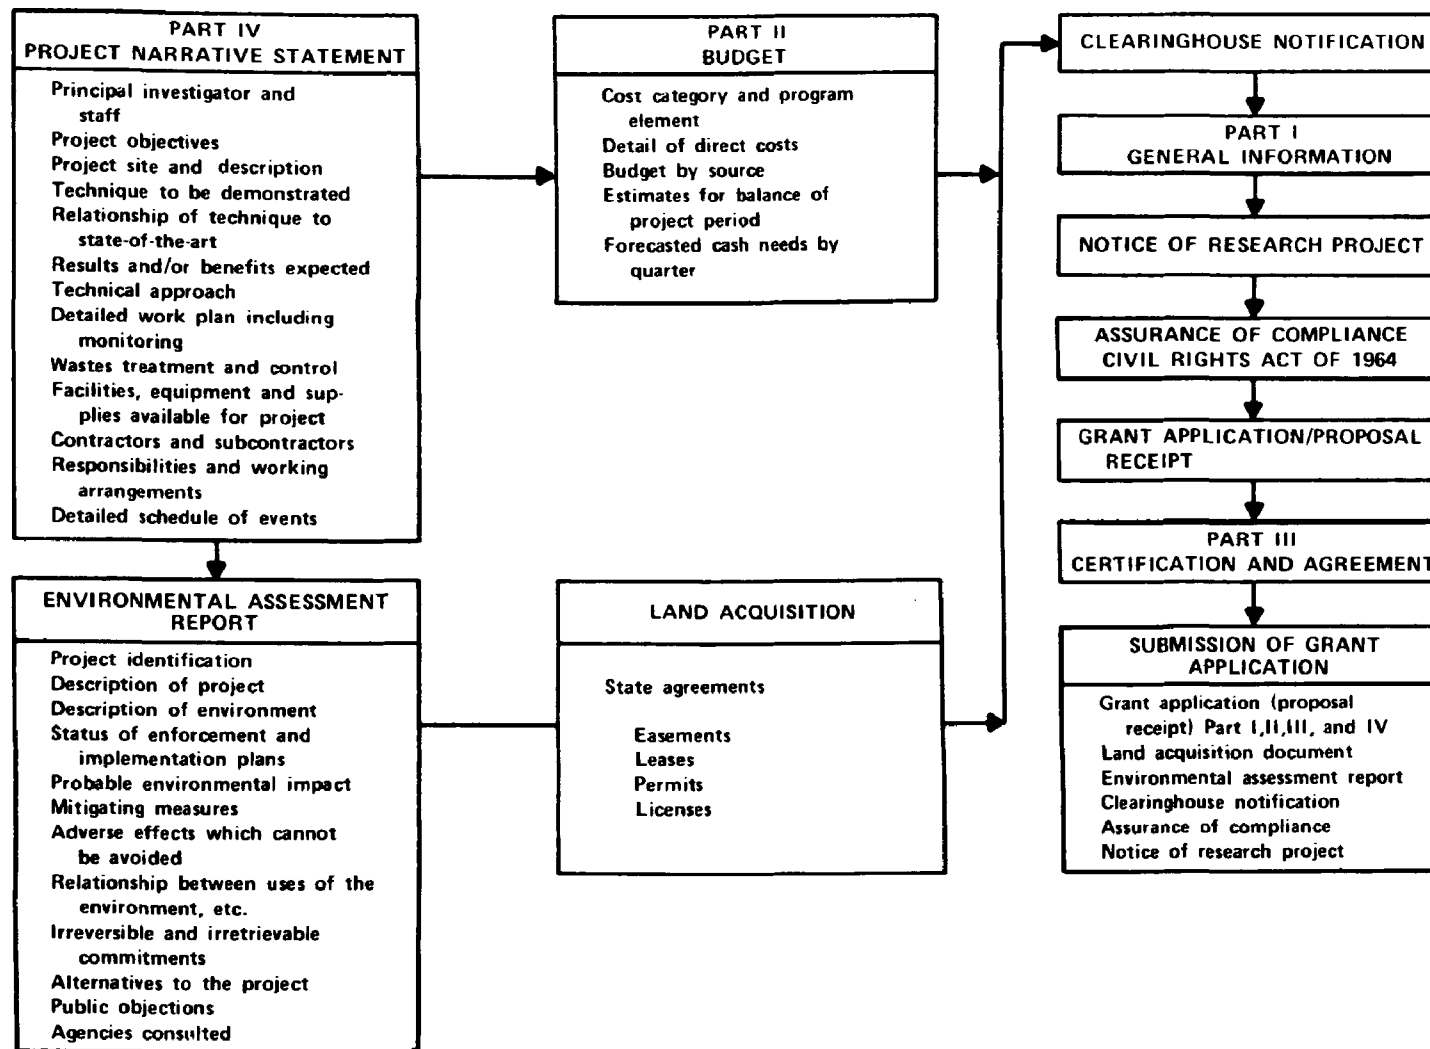 PART IV
PROJECT NARRATIVE STATEMENT
Principal investigator and
staff
Project objectives
Project site and description
Technique to be demonstrated
Relationship of technique to
state-of-the-art
Results and/or benefits expected
Technical approach
Detailed work plan including
monitoring
Wastes treatment and control
Facilities, equipment and sup-
plies available for project
Contractors and subcontractors
Responsibilities and working
arrangements
Detailed schedule of events
PART II
BUDGET
Cost category and program
element
Detail of direct costs
Budget by source
Estimates for balance of
project period
Forecasted cash needs by
quarter
ENVIRONMENTAL ASSESSMENT
REPORT
Project identification
Description of project
Description of environment
Status of enforcement and
implementation plans
Probable environmental impact
Mitigating measures
Adverse effects which cannot
be avoided
Relationship between uses of the
environment, etc.
Irreversible and irretrievable
commitments
Alternatives to the project
Public objections
Agencies consulted
LAND ACQUISITION
State agreements
Easements
Leases
Permits
Licenses
CLEARINGHOUSE NOTIFICATION
PART I
GENERAL INFORMATION
NOTICE OF RESEARCH PROJECT
ASSURANCE OF COMPLIANCE
CIVIL RIGHTS ACT OF 1964
GRANT APPLICATION/PROPOSAL
RECEIPT
PART III
CERTIFICATION AND AGREEMENT
SUBMISSION OF GRANT
APPLICATION
Grant application (proposal
receipt) Part I,II,III, and IV
Land acquisition document
Environmental assessment report
Clearinghouse notification
Assurance of compliance
Notice of research project